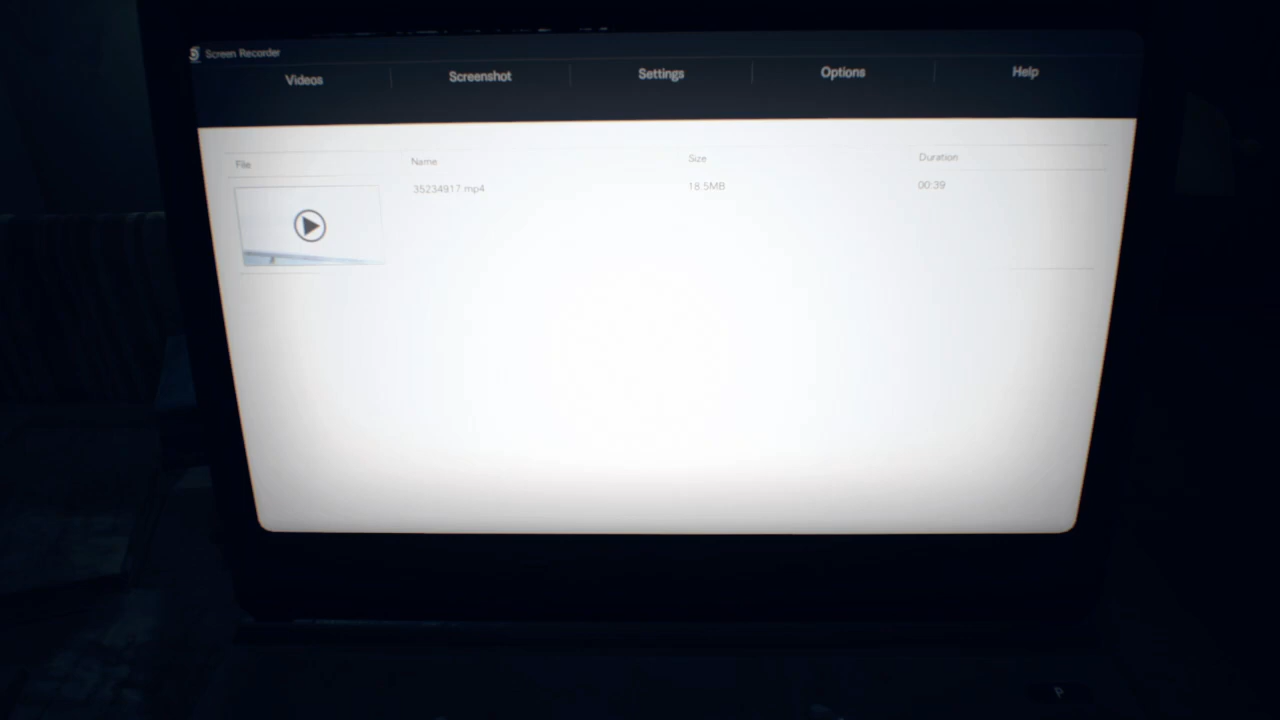 Screen Recorder
Videos Screenshot Settings Options Help
File Name Size Duration
35234917.mp4 18.5MB 00:39
P